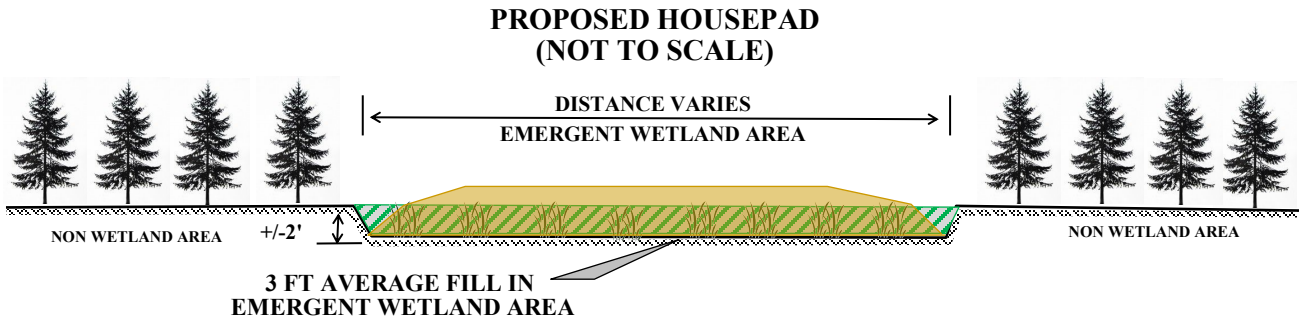 PROPOSED HOUSEPAD
(NOT TO SCALE)
DISTANCE VARIES
EMERGENT WETLAND AREA
NON WETLAND AREA
+/-2'
NON WETLAND AREA
3 FT AVERAGE FILL IN
EMERGENT WETLAND AREA